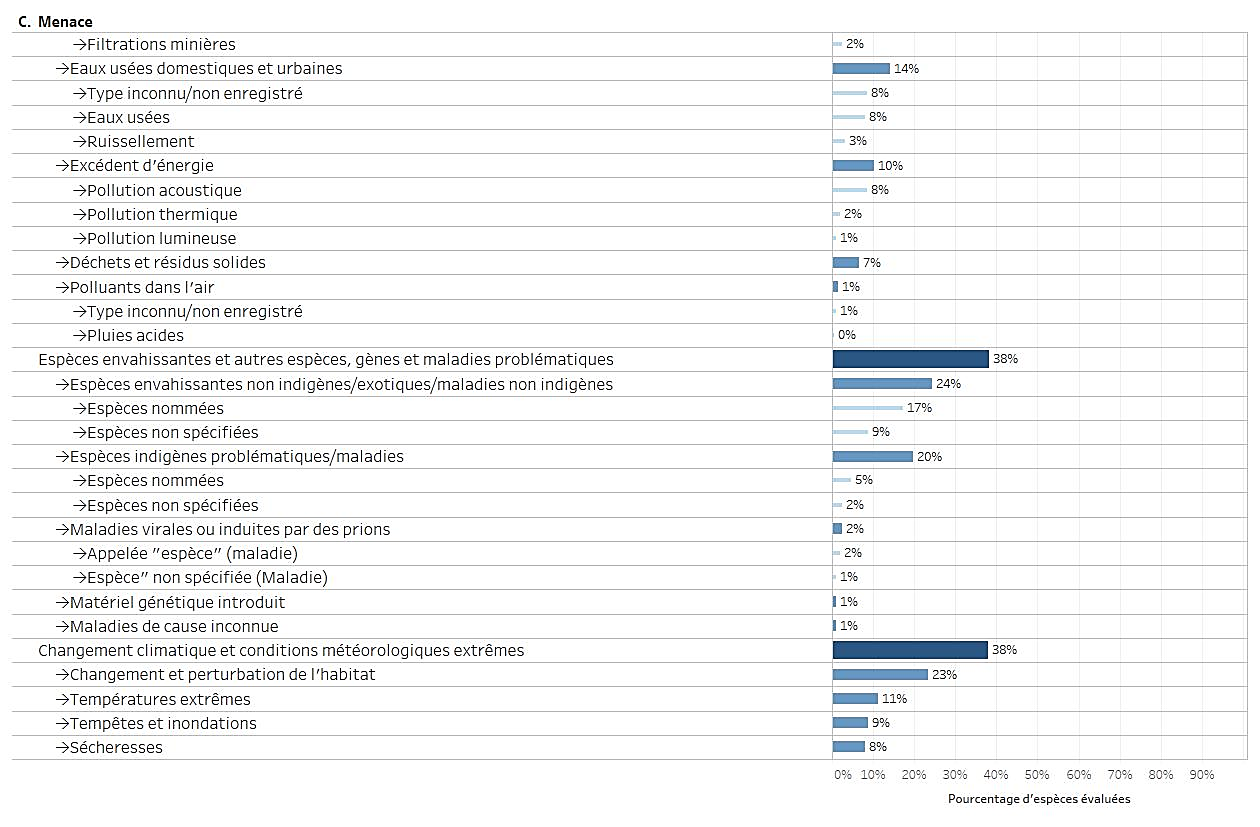 C. Menace
→Filtrations minières 2%
→Eaux usées domestiques et urbaines 14%
→Type inconnu/non enregistré 8%
→Eaux usées 8%
→Ruissellement 3%
→Excédent d’énergie 10%
→Pollution acoustique 8%
→Pollution thermique 2%
→Pollution lumineuse 1%
→Déchets et résidus solides 7%
→Polluants dans l’air 1%
→Type inconnu/non enregistré 1%
→Pluies acides 0%
Espèces envahissantes et autres espèces, gènes et maladies problématiques 38%
→Espèces envahissantes non indigènes/exotiques/maladies non indigènes 24%
→Espèces nommées 17%
→Espèces non spécifiées 9%
→Espèces indigènes problématiques/maladies 20%
→Espèces nommées 5%
→Espèces non spécifiées 2%
→Maladies virales ou induites par des prions 2%
→Appelée ”espèce” (maladie) 2%
→Espèce” non spécifiée (Maladie) 1%
→Matériel génétique introduit 1%
→Maladies de cause inconnue 1%
Changement climatique et conditions météorologiques extrêmes 38%
→Changement et perturbation de l’habitat 23%
→Températures extrêmes 11%
→Tempêtes et inondations 9%
→Sécheresses 8%
0% 10% 20% 30% 40% 50% 60% 70% 80% 90%
Pourcentage d’espèces évaluées